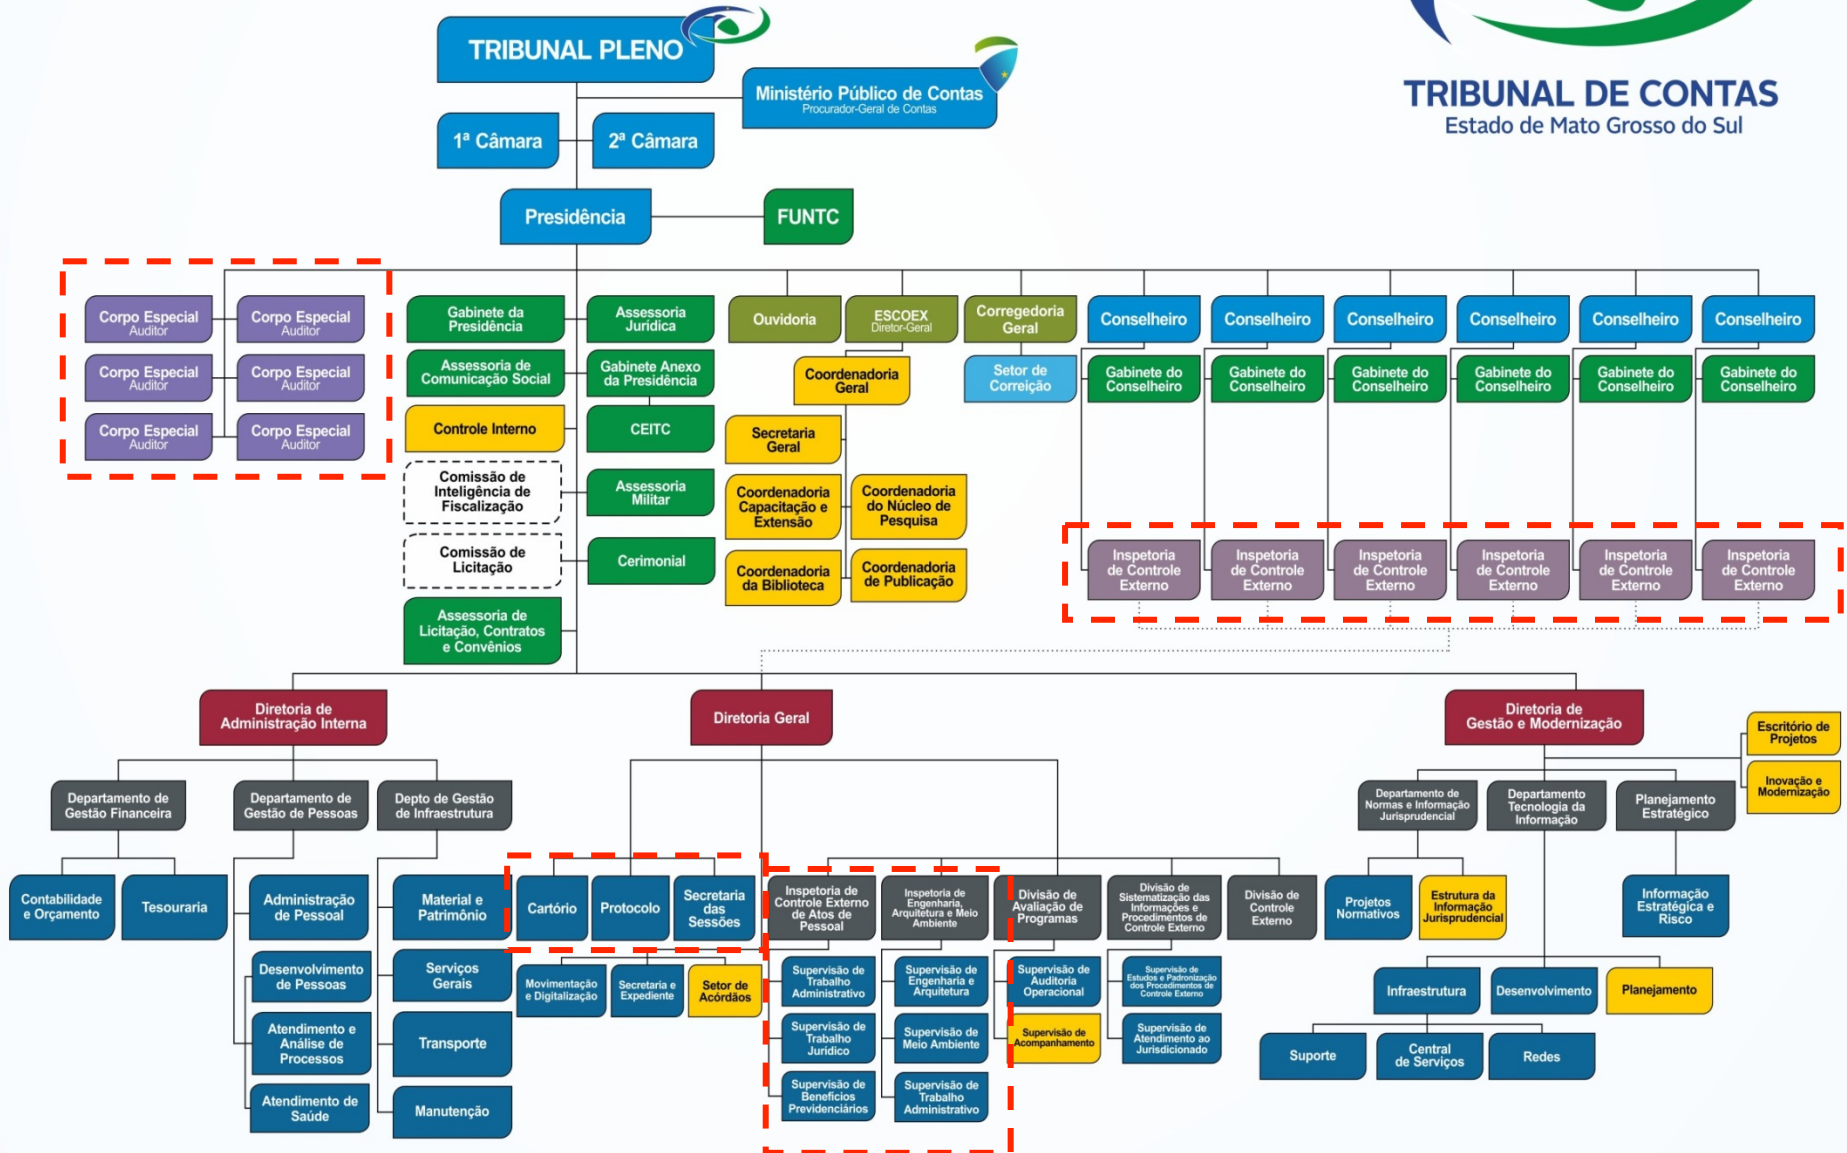 TRIBUNAL PLENO
Ministério Público de Contas
Procurador-Geral de Contas
TRIBUNAL DE CONTAS
Estado de Mato Grosso do Sul
1ª Câmara
2ª Câmara
Presidência
FUNTC
Corpo Especial
Auditor
Corpo Especial
Auditor
Corpo Especial
Auditor
Corpo Especial
Auditor
Corpo Especial
Auditor
Corpo Especial
Auditor
Gabinete da
Presidência
Assessoria
Jurídica
Assessoria de
Comunicação Social
Gabinete Anexo
da Presidência
Controle Interno
CEITC
Comissão de
Inteligência de
Fiscalização
Assessoria
Militar
Comissão de
Licitação
Cerimonial
Assessoria de
Licitação, Contratos
e Convênios
Ouvidoria
ESCOEX
Diretor-Geral
Corregedoria
Geral
Coordenadoria
Geral
Setor de
Correição
Secretaria
Geral
Coordenadoria
Capacitação e
Extensão
Coordenadoria
do Núcleo de
Pesquisa
Coordenadoria
da Biblioteca
Coordenadoria
de Publicação
Conselheiro
Conselheiro
Conselheiro
Conselheiro
Conselheiro
Conselheiro
Gabinete do
Conselheiro
Gabinete do
Conselheiro
Gabinete do
Conselheiro
Gabinete do
Conselheiro
Gabinete do
Conselheiro
Gabinete do
Conselheiro
Inspetoria
de Controle
Externo
Inspetoria
de Controle
Externo
Inspetoria
de Controle
Externo
Inspetoria
de Controle
Externo
Inspetoria
de Controle
Externo
Inspetoria
de Controle
Externo
Diretoria de
Administração Interna
Diretoria Geral
Diretoria de
Gestão e Modernização
Escritório de
Projetos
Inovação e
Modernização
Departamento de
Gestão Financeira
Departamento de
Gestão de Pessoas
Depto de Gestão
de Infraestrutura
Departamento de
Normas e Informação
Jurisprudencial
Departamento
Tecnologia da
Informação
Planejamento
Estratégico
Contabilidade
e Orçamento
Tesouraria
Administração
de Pessoal
Material e
Patrimônio
Desenvolvimento
de Pessoas
Serviços
Gerais
Atendimento e
Análise de
Processos
Transporte
Atendimento de
Saúde
Manutenção
Cartório
Protocolo
Secretaria
das
Sessões
Movimentação
e Digitalização
Secretaria e
Expediente
Setor de
Acórdãos
Inspetoria de
Controle Externo
de Atos de
Pessoal
Inspetoria de
Engenharia,
Arquitetura e Meio
Ambiente
Divisão de
Avaliação de
Programas
Divisão de
Sistematização das
Informações e
Procedimentos de
Controle Externo
Divisão de
Controle
Externo
Supervisão de
Trabalho
Administrativo
Supervisão de
Engenharia e
Arquitetura
Supervisão de
Auditoria
Operacional
Supervisão de
Estudos e Padronização
dos Procedimentos de
Controle Externo
Supervisão de
Trabalho
Jurídico
Supervisão de
Meio Ambiente
Supervisão de
Acompanhamento
Supervisão de
Atendimento ao
Jurisdicionado
Supervisão de
Benefícios
Previdenciários
Supervisão de
Trabalho
Administrativo
Projetos
Normativos
Estrutura da
Informação
Jurisprudencial
Informação
Estratégica e
Risco
Infraestrutura
Desenvolvimento
Planejamento
Suporte
Central
de Serviços
Redes